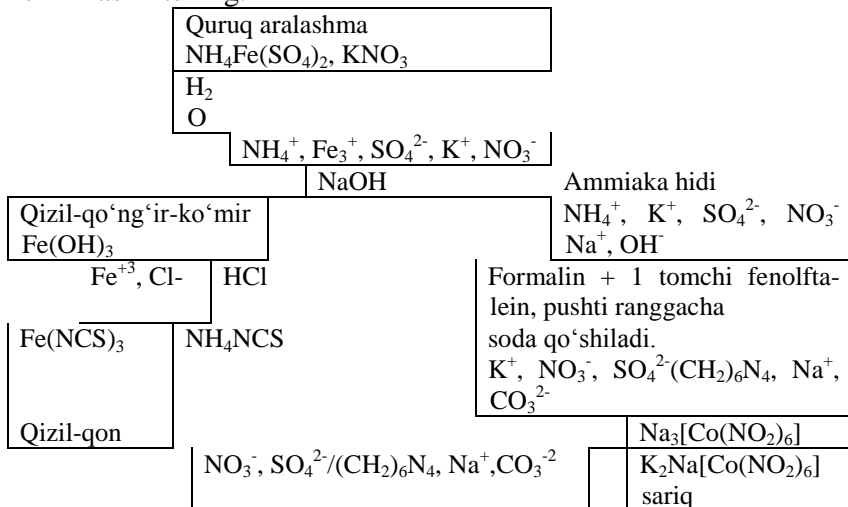 Quruq aralashma
NH₄Fe(SO₄)₂, KNO₃
H₂
O
NH₄⁺, Fe₃⁺, SO₄²⁻, K⁺, NO₃⁻
NaOH
Ammiaka hidi
Qizil-qo‘ng‘ir-ko‘mir
Fe(OH)₃
NH₄⁺, K⁺, SO₄²⁻, NO₃⁻
Na⁺, OH⁻
Fe⁺³, Cl-
HCl
Formalin + 1 tomchi fenolfta-
lein, pushti ranggacha
soda qo‘shiladi.
K⁺, NO₃⁻, SO₄²⁻(CH₂)₆N₄, Na⁺,
CO₃²⁻
Fe(NCS)₃
NH₄NCS
Qizil-qon
Na₃[Co(NO₂)₆]
NO₃⁻, SO₄²⁻/(CH₂)₆N₄, Na⁺,CO₃⁻²
K₂Na[Co(NO₂)₆]
sariq